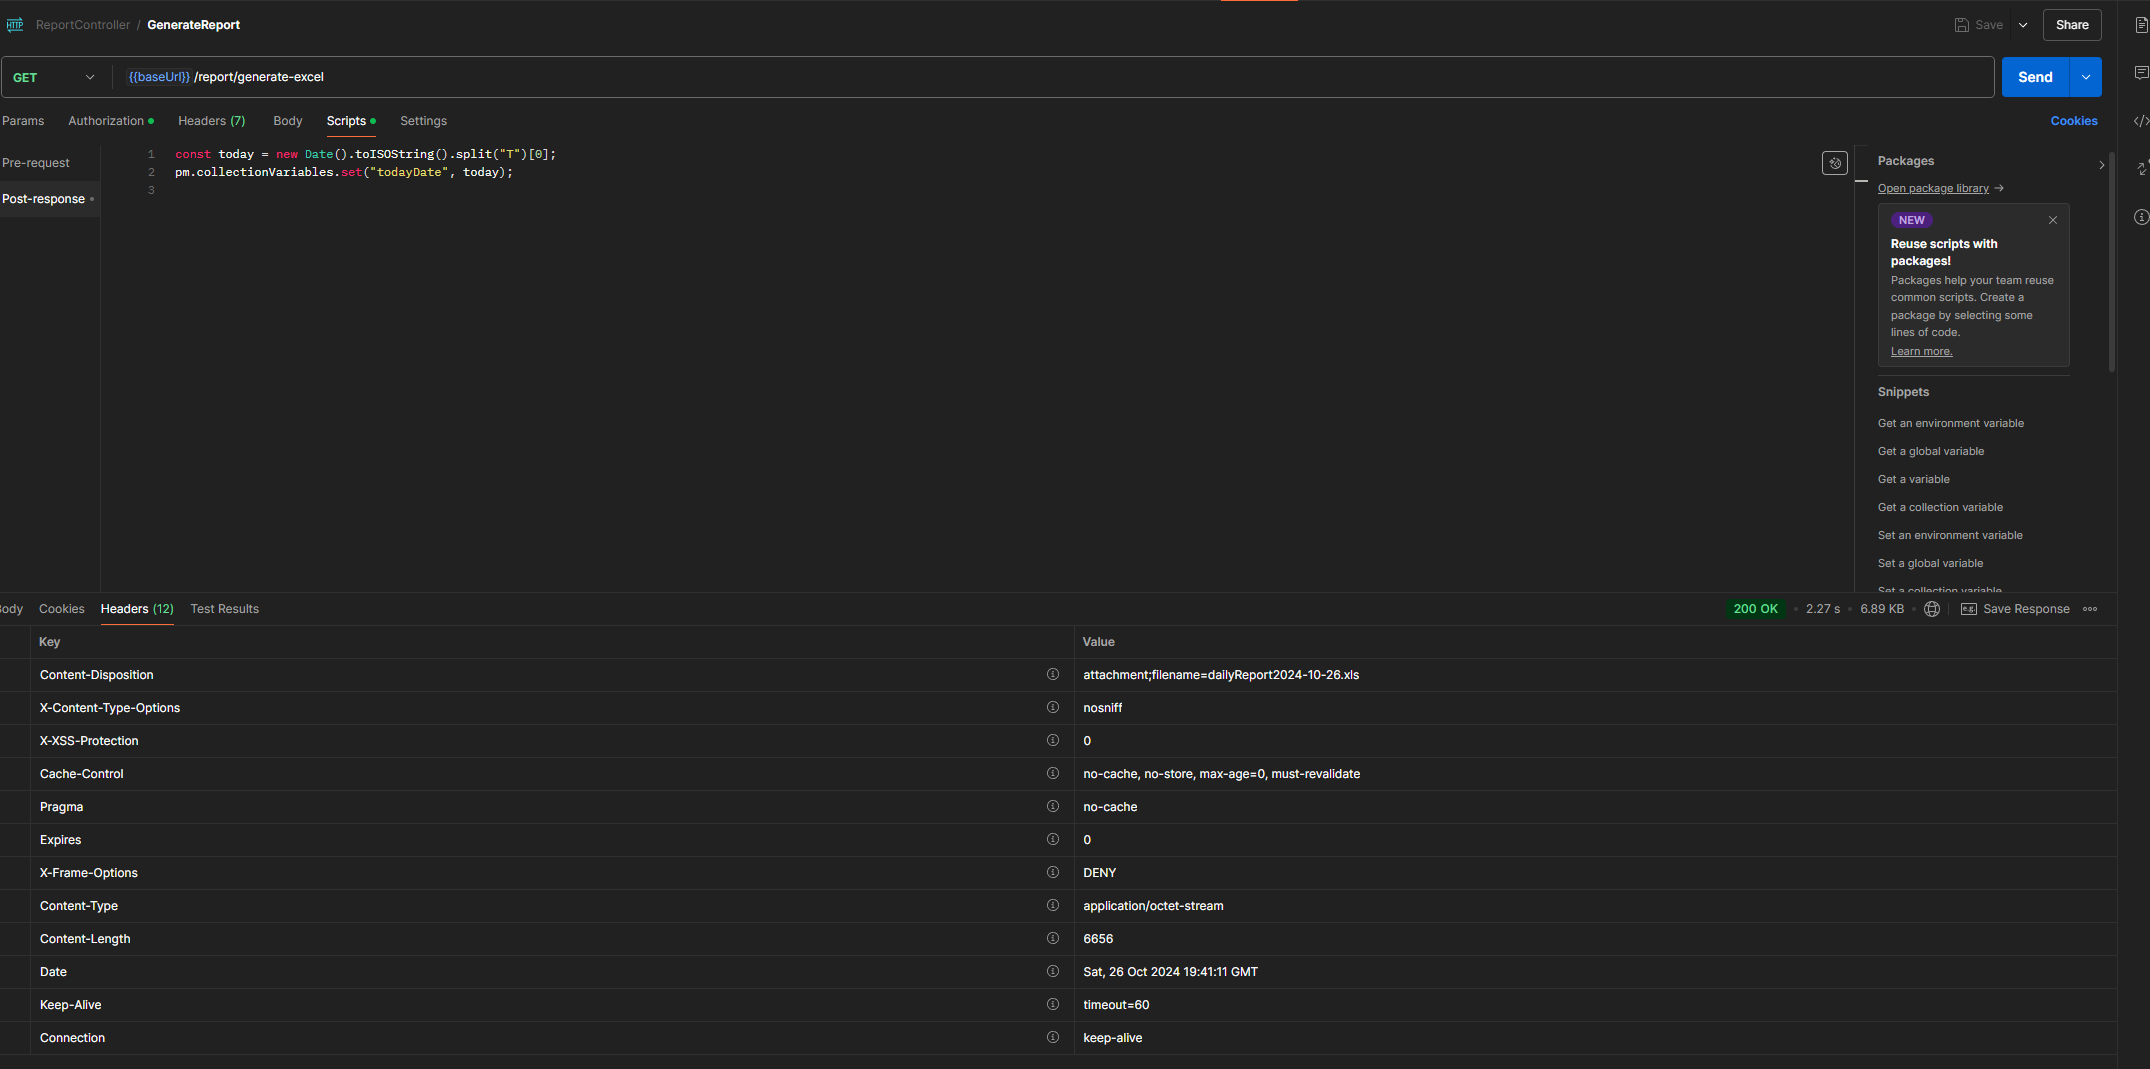 HTTP ReportController / GenerateReport Save Share
GET {{baseUrl}} /report/generate-excel Send
Params Authorization Headers (7) Body Scripts Settings Cookies
Pre-request
Post-response
1 const today = new Date().toISOString().split("T")[0];
2 pm.collectionVariables.set("todayDate", today);
3
Packages
Open package library →
NEW
Reuse scripts with
packages!
Packages help your team reuse
common scripts. Create a
package by selecting some
lines of code.
Learn more.
Snippets
Get an environment variable
Get a global variable
Get a variable
Get a collection variable
Set an environment variable
Set a global variable
Set a collection variable
ody Cookies Headers (12) Test Results 200 OK • 2.27 s • 6.89 KB • e.g. Save Response
Key Value
Content-Disposition attachment;filename=dailyReport2024-10-26.xls
X-Content-Type-Options nosniff
X-XSS-Protection 0
Cache-Control no-cache, no-store, max-age=0, must-revalidate
Pragma no-cache
Expires 0
X-Frame-Options DENY
Content-Type application/octet-stream
Content-Length 6656
Date Sat, 26 Oct 2024 19:41:11 GMT
Keep-Alive timeout=60
Connection keep-alive